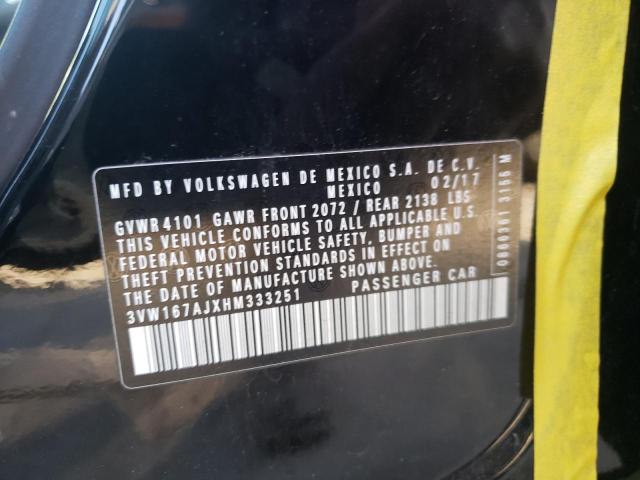 MFD BY VOLKSWAGEN DE MEXICO S.A. DE C.V.
MEXICO 02/17
GVWR 4101 GAWR FRONT 2072 / REAR 2138 LBS
THIS VEHICLE CONFORMS TO ALL APPLICABLE U.S.
FEDERAL MOTOR VEHICLE SAFETY, BUMPER AND
THEFT PREVENTION STANDARDS IN EFFECT ON
THE DATE OF MANUFACTURE SHOWN ABOVE.
3VW167AJXHM333251 PASSENGER CAR
3155 M